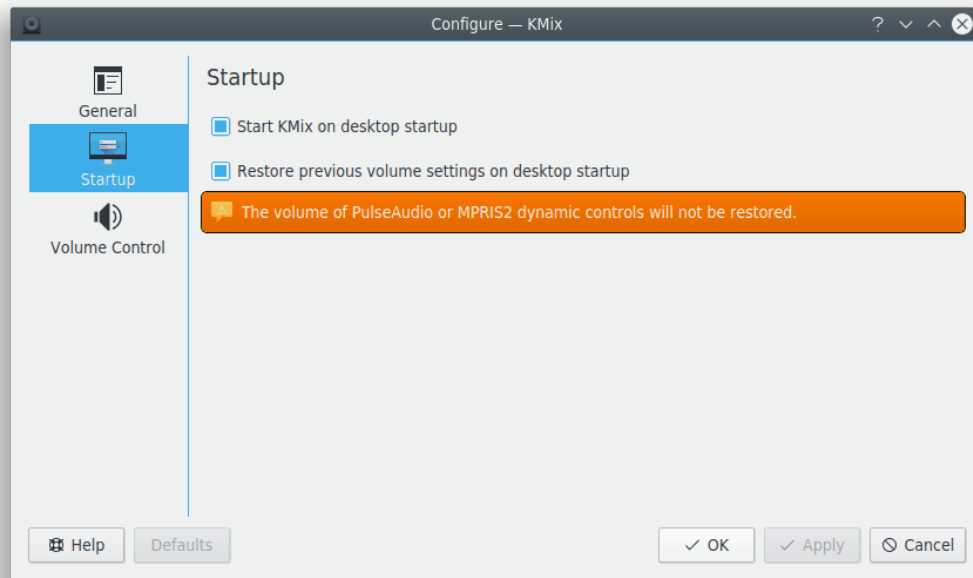 Configure — KMix
General
Startup
Volume Control
Startup
Start KMix on desktop startup
Restore previous volume settings on desktop startup
The volume of PulseAudio or MPRIS2 dynamic controls will not be restored.
Help
Defaults
OK
Apply
Cancel